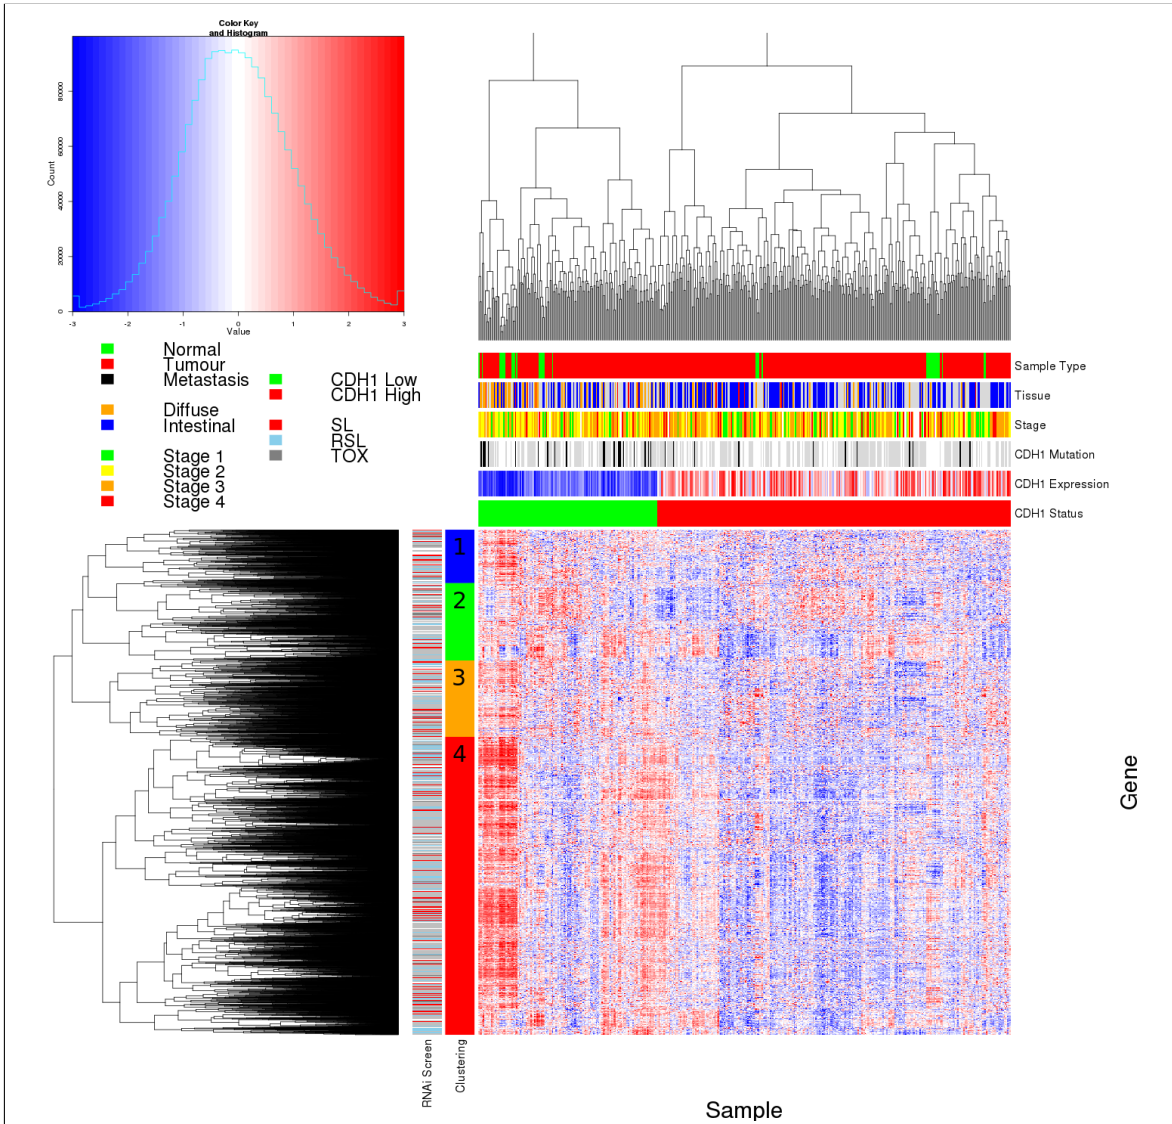 Color Key
and Histogram
Count
80000
60000
40000
20000
0
-3 -2 -1 0 1 2 3
Value
Normal
Tumour
Metastasis
Diffuse
Intestinal
Stage 1
Stage 2
Stage 3
Stage 4
CDH1 Low
CDH1 High
SL
RSL
TOX
Sample Type
Tissue
Stage
CDH1 Mutation
CDH1 Expression
CDH1 Status
1
2
3
4
Gene
RNAi Screen
Clustering
Sample